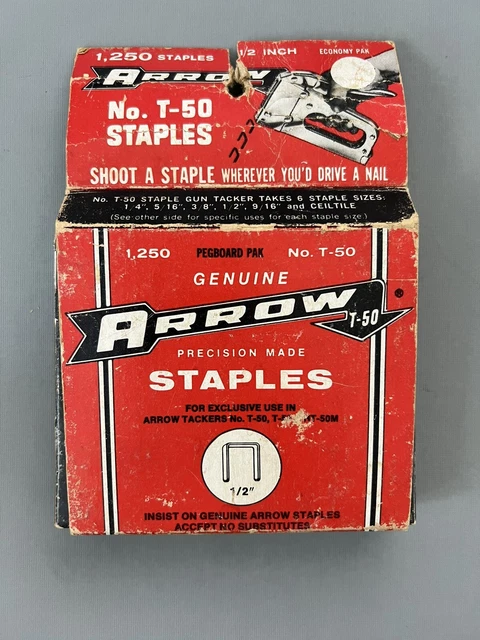 1,250 STAPLES 1/2 INCH ECONOMY PAK
ARROW
No. T-50
STAPLES
SHOOT A STAPLE WHEREVER YOU'D DRIVE A NAIL
No. T-50 STAPLE GUN TACKER TAKES 6 STAPLE SIZES:
1/4", 5/16", 3/8", 1/2", 9/16" and CEILTILE
(See other side for specific uses for each staple size.)
1,250 PEGBOARD PAK No. T-50
GENUINE
ARROW ®
T-50
PRECISION MADE
STAPLES
FOR EXCLUSIVE USE IN
ARROW TACKERS No. T-50, T-50M
1/2"
INSIST ON GENUINE ARROW STAPLES
ACCEPT NO SUBSTITUTES